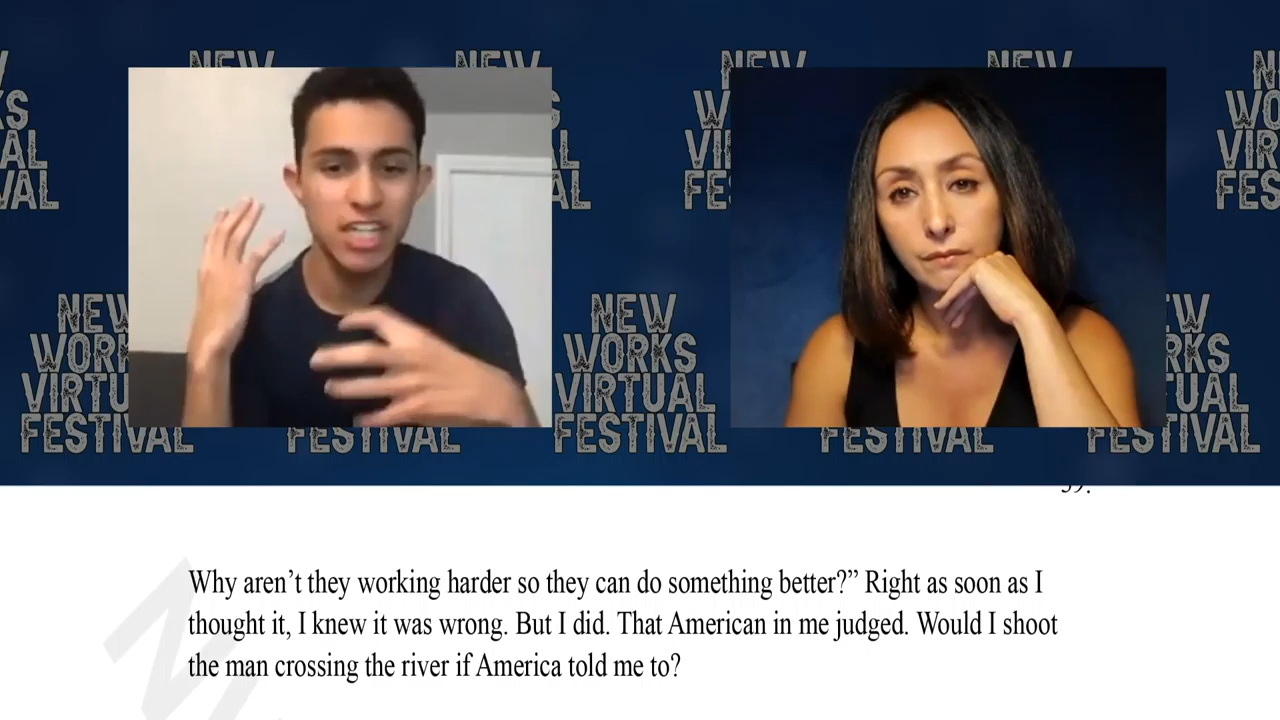 NEW
WORKS
VIRTUAL
FESTIVAL
Why aren’t they working harder so they can do something better?” Right as soon as I
thought it, I knew it was wrong. But I did. That American in me judged. Would I shoot
the man crossing the river if America told me to?